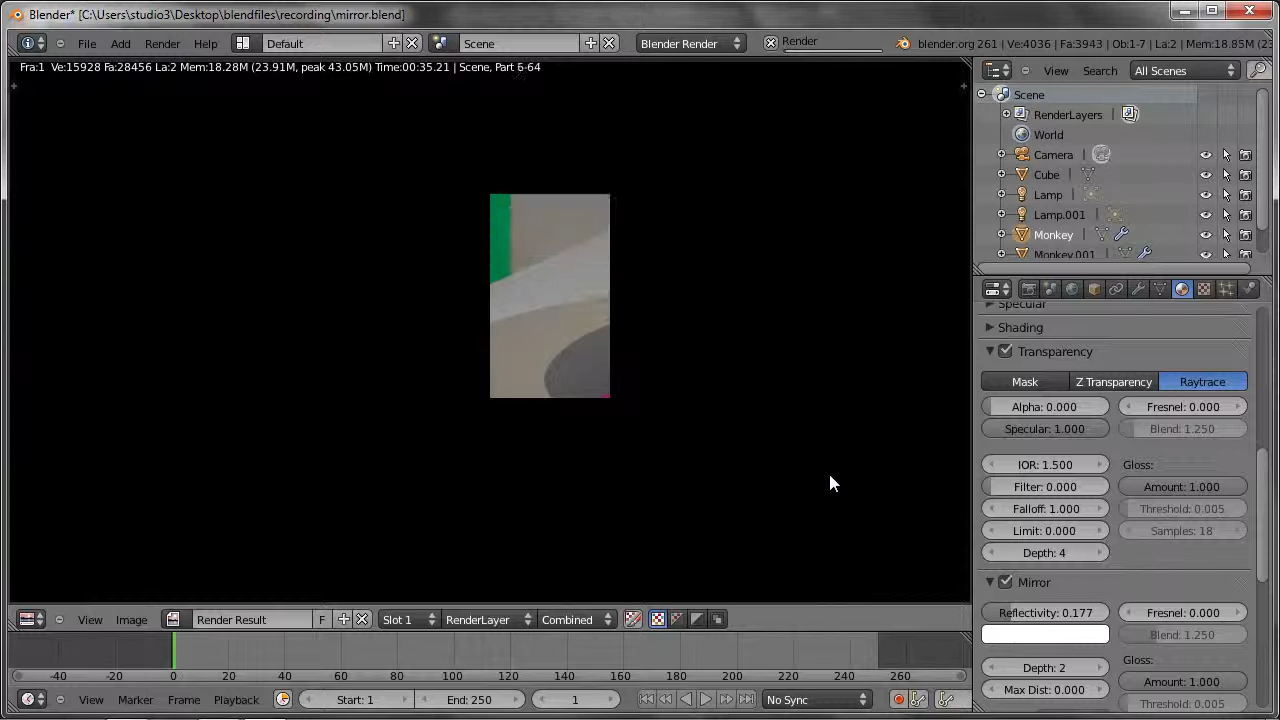 Blender* [C:\Users\studio3\Desktop\blendfiles\recording\mirror.blend]
File Add Render Help Default Scene Blender Render Render blender.org 261 | Ve:4036 | Fa:3943 | Ob:1-7 | La:2 | Mem:18.85M (23
Fra:1 Ve:15928 Fa:28456 La:2 Mem:18.28M (23.91M, peak 43.05M) Time:00:35.21 | Scene, Part 6-64
View Search All Scenes
Scene
RenderLayers
World
Camera
Cube
Lamp
Lamp.001
Monkey
Monkey.001
Specular
Shading
Transparency
Mask Z Transparency Raytrace
Alpha: 0.000 Fresnel: 0.000
Specular: 1.000 Blend: 1.250
IOR: 1.500 Gloss:
Filter: 0.000 Amount: 1.000
Falloff: 1.000 Threshold: 0.005
Limit: 0.000 Samples: 18
Depth: 4
Mirror
Reflectivity: 0.177 Fresnel: 0.000
Blend: 1.250
Depth: 2 Gloss:
Max Dist: 0.000 Amount: 1.000
Threshold: 0.005
View Image Render Result F Slot 1 RenderLayer Combined
-40 -20 0 20 40 60 80 100 120 140 160 180 200 220 240 260
View Marker Frame Playback Start: 1 End: 250 1 No Sync